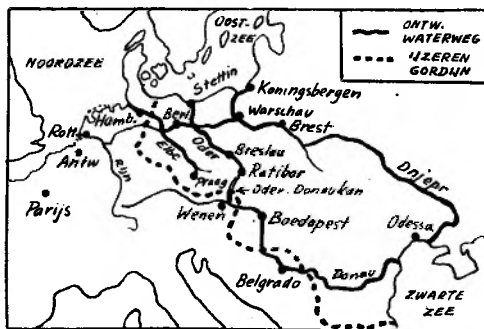 OOST-
ZEE
ONTW.
WATERWEG
IJZEREN
GORDIJN
NOORDZEE
Stettin
Koningsbergen
Hamb.
Berl.
Warschau
Brest
Rott.
Elbe
Oder
Breslau
Antw
Rijn
Praag
Ratibor
Dniepr
Oder. Donaukan
Parijs
Wenen
Boedapest
Odessa
Belgrado
Donau
ZWARTE
ZEE